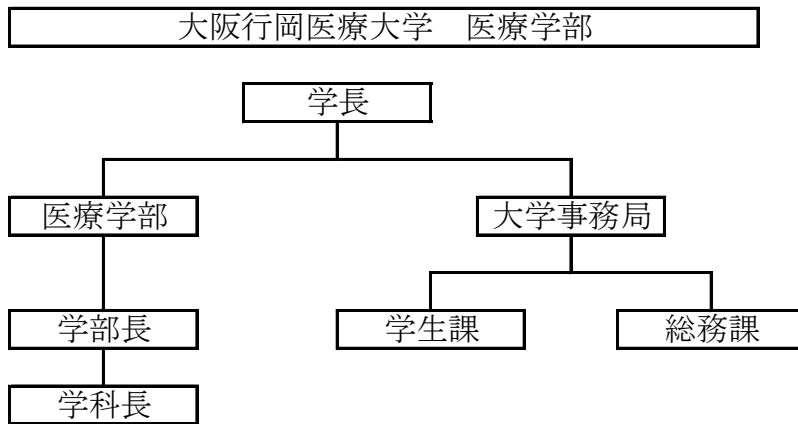 大阪行岡医療大学　医療学部
学長
医療学部
大学事務局
学部長
学生課
総務課
学科長